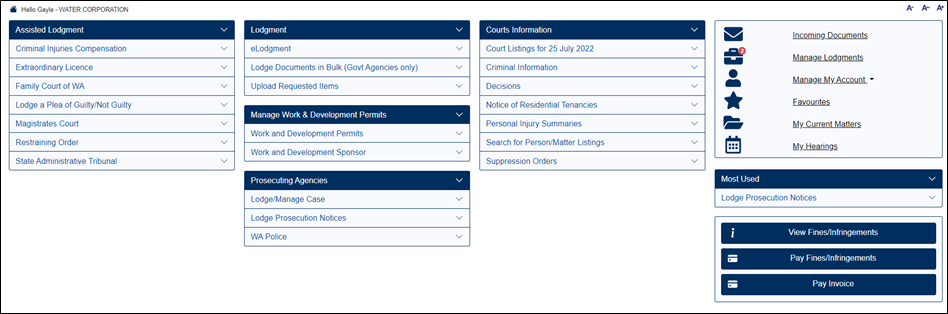 Hello Gayle - WATER CORPORATION
A- A~ A+
Assisted Lodgment
Criminal Injuries Compensation
Extraordinary Licence
Family Court of WA
Lodge a Plea of Guilty/Not Guilty
Magistrates Court
Restraining Order
State Administrative Tribunal
Lodgment
eLodgment
Lodge Documents in Bulk (Govt Agencies only)
Upload Requested Items
Manage Work & Development Permits
Work and Development Permits
Work and Development Sponsor
Prosecuting Agencies
Lodge/Manage Case
Lodge Prosecution Notices
WA Police
Courts Information
Court Listings for 25 July 2022
Criminal Information
Decisions
Notice of Residential Tenancies
Personal Injury Summaries
Search for Person/Matter Listings
Suppression Orders
Incoming Documents
Manage Lodgments
Manage My Account
Favourites
My Current Matters
My Hearings
Most Used
Lodge Prosecution Notices
View Fines/Infringements
Pay Fines/Infringements
Pay Invoice